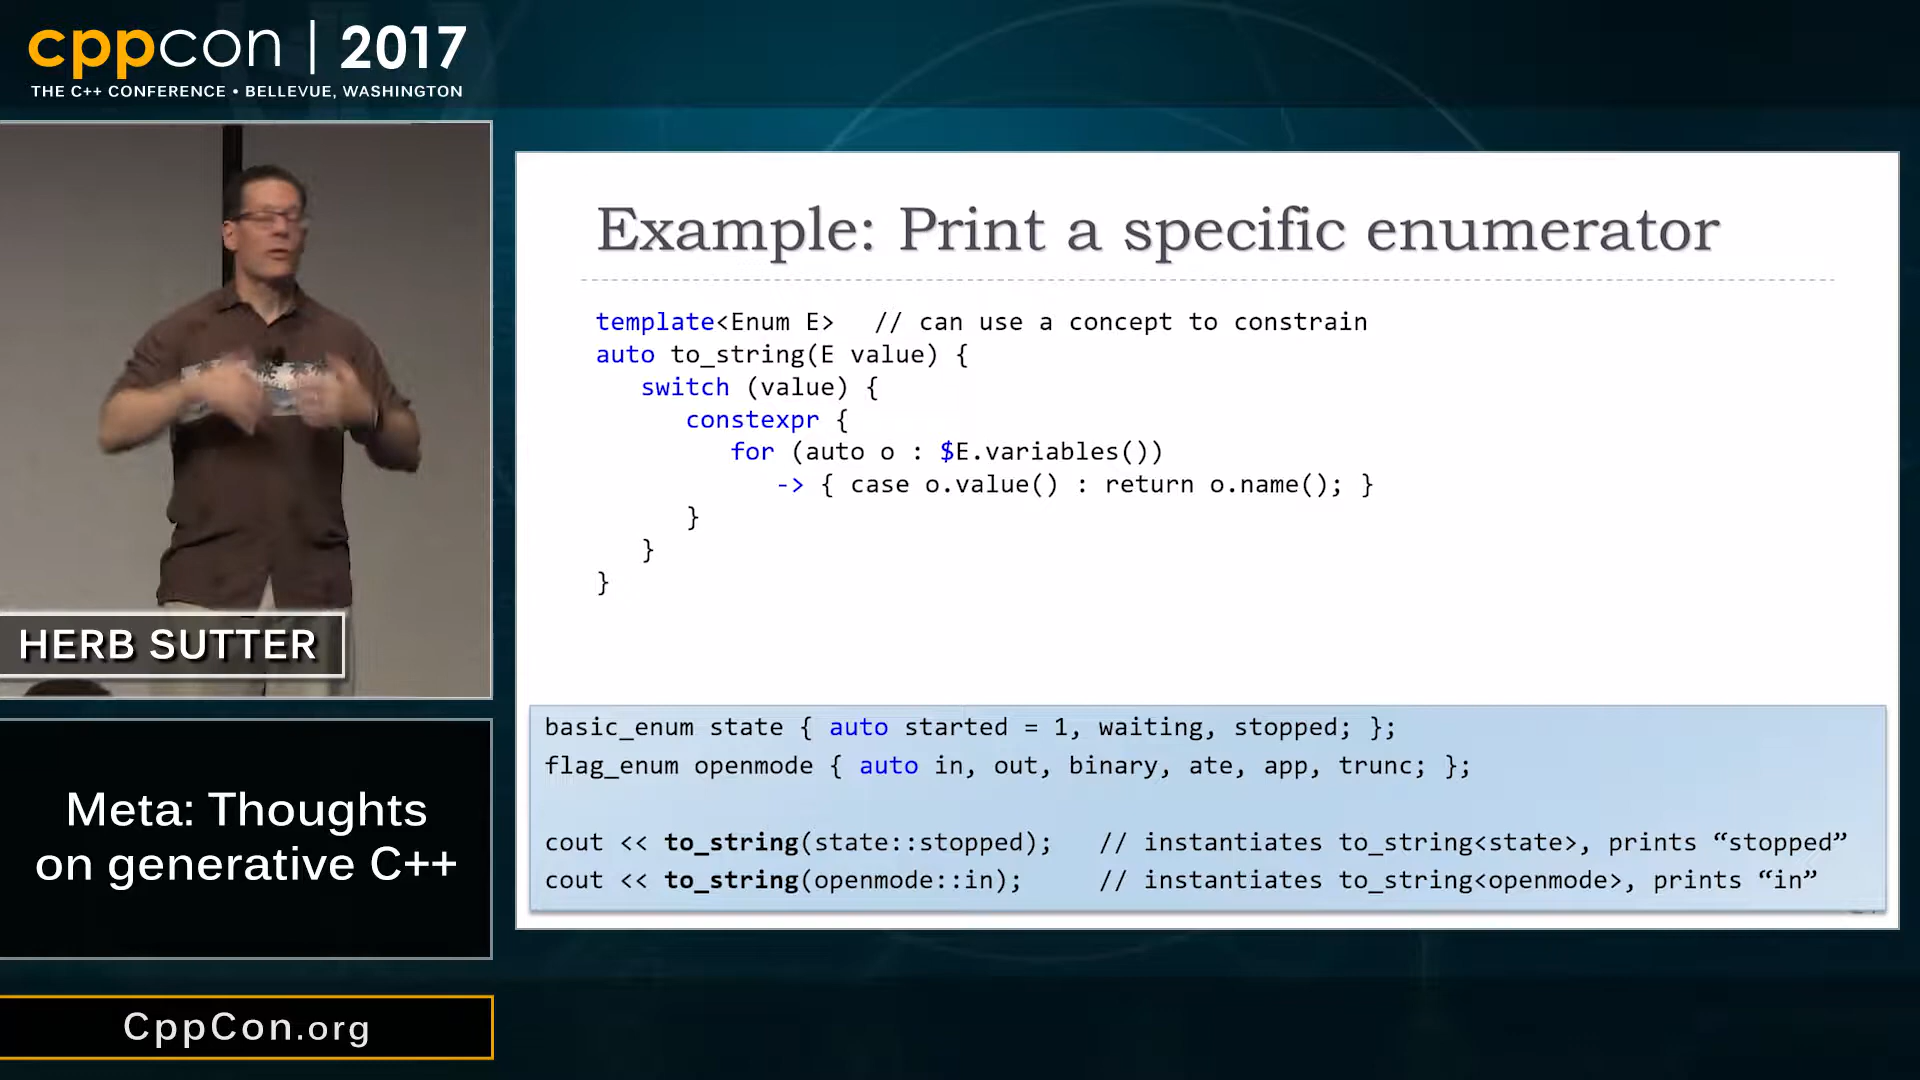 cppcon | 2017
THE C++ CONFERENCE • BELLEVUE, WASHINGTON
HERB SUTTER
Meta: Thoughts
on generative C++
CppCon.org
Example: Print a specific enumerator
template<Enum E>   // can use a concept to constrain
auto to_string(E value) {
   switch (value) {
      constexpr {
         for (auto o : $E.variables())
            -> { case o.value() : return o.name(); }
      }
   }
}
basic_enum state { auto started = 1, waiting, stopped; };
flag_enum openmode { auto in, out, binary, ate, app, trunc; };
cout << to_string(state::stopped);   // instantiates to_string<state>, prints “stopped”
cout << to_string(openmode::in);     // instantiates to_string<openmode>, prints “in”